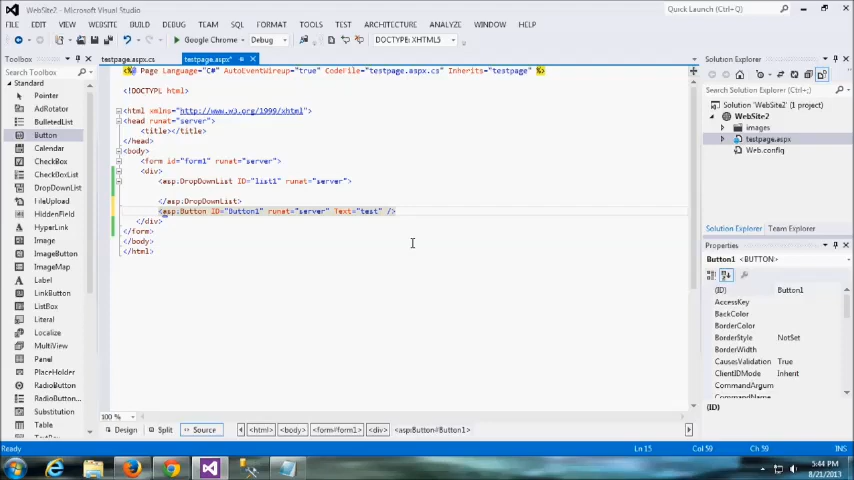 WebSite2 (Running) - Microsoft Visual Studio
Quick Launch (Ctrl+Q)
FILE EDIT VIEW WEBSITE BUILD DEBUG TEAM SQL FORMAT TOOLS TEST ARCHITECTURE ANALYZE WINDOW HELP
Google Chrome Debug DOCTYPE: XHTML5
Toolbox
Search Toolbox
Standard
Pointer
AdRotator
BulletedList
Button
Calendar
CheckBox
CheckBoxList
DropDownList
FileUpload
HiddenField
HyperLink
Image
ImageButton
ImageMap
Label
LinkButton
ListBox
Literal
Localize
MultiView
Panel
PlaceHolder
RadioButton
RadioButton...
Substitution
Table
TextBox
testpage.aspx.cs testpage.aspx*
<%@ Page Language="C#" AutoEventWireup="true" CodeFile="testpage.aspx.cs" Inherits="testpage" %>
<!DOCTYPE html>
<html xmlns="http://www.w3.org/1999/xhtml">
<head runat="server">
<title></title>
</head>
<body>
<form id="form1" runat="server">
<div>
<asp:DropDownList ID="list1" runat="server">
</asp:DropDownList>
<asp:Button ID="Button1" runat="server" Text="test" />
</div>
</form>
</body>
</html>
100 %
Design Split Source <html> <body> <form#form1> <div> <asp:Button#Button1>
Solution Explorer
Search Solution Explorer (Ctrl+;)
Solution 'WebSite2' (1 project)
WebSite2
images
testpage.aspx
Web.config
Solution Explorer Team Explorer
Properties
Button1 <BUTTON>
(ID) Button1
AccessKey
BackColor
BorderColor
BorderStyle NotSet
BorderWidth
CausesValidation True
ClientIDMode Inherit
CommandArgum
(ID)
Ready Ln 15 Col 59 Ch 59 INS
5:44 PM
8/21/2013